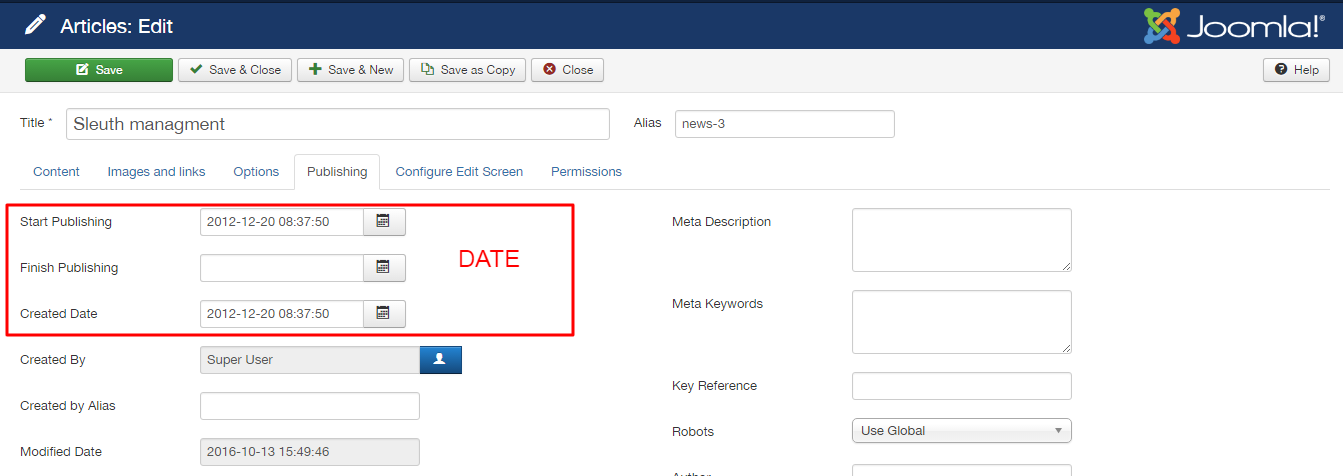 Articles: Edit
Joomla!®
Save
Save & Close
Save & New
Save as Copy
Close
Help
Title *
Sleuth managment
Alias
news-3
Content
Images and links
Options
Publishing
Configure Edit Screen
Permissions
Start Publishing
2012-12-20 08:37:50
Finish Publishing
Created Date
2012-12-20 08:37:50
DATE
Created By
Super User
Created by Alias
Modified Date
2016-10-13 15:49:46
Meta Description
Meta Keywords
Key Reference
Robots
Use Global